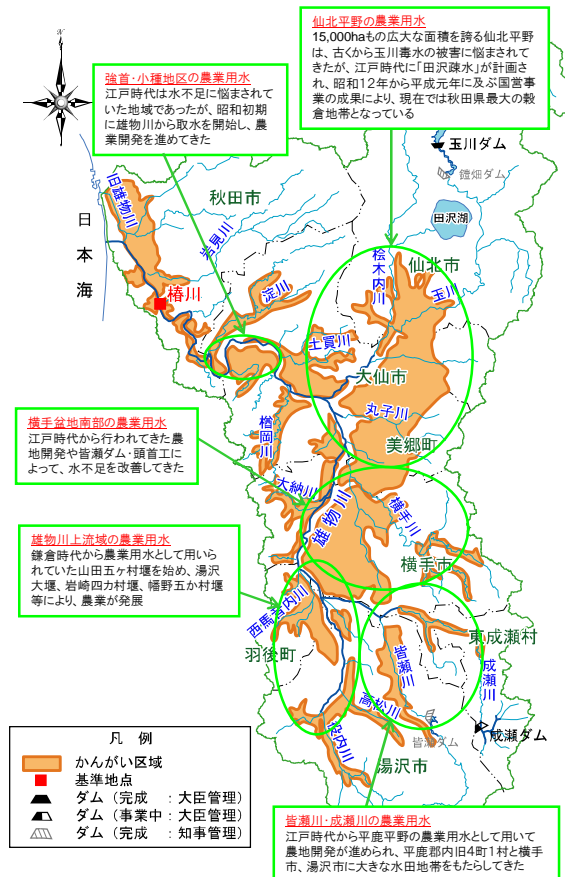 仙北平野の農業用水
15,000haもの広大な面積を誇る仙北平野
は、古くから玉川毒水の被害に悩まされて
きたが、江戸時代に「田沢疎水」が計画さ
れ、昭和12年から平成元年に及ぶ国営事
業の成果により、現在では秋田県最大の穀
倉地帯となっている
強首・小種地区の農業用水
江戸時代は水不足に悩まされ
ていた地域であったが、昭和初期
に雄物川から取水を開始し、農
業開発を進めてきた
N
玉川ダム
鎧畑ダム
田沢湖
旧雄物川
秋田市
日本海
岩見川
椿川
淀川
桧木内川
仙北市
玉川
土買川
大仙市
丸子川
楢岡川
美郷町
横手盆地南部の農業用水
江戸時代から行われてきた農
地開発や皆瀬ダム・頭首工に
よって、水不足を改善してきた
大納川
雄物川
横手川
横手市
雄物川上流域の農業用水
鎌倉時代から農業用水として用いら
れていた山田五ヶ村堰を始め、湯沢
大堰、岩崎四カ村堰、幡野五か村堰
等により、農業が発展
西馬音内川
羽後町
東成瀬村
皆瀬川
成瀬川
高松川
役内川
皆瀬ダム
成瀬ダム
湯沢市
凡 例
かんがい区域
基準地点
ダム（完成 ：大臣管理）
ダム（事業中：大臣管理）
ダム（完成 ：知事管理）
皆瀬川・成瀬川の農業用水
江戸時代から平鹿平野の農業用水として用いて
農地開発が進められ、平鹿郡内旧4町1村と横手
市、湯沢市に大きな水田地帯をもたらしてきた